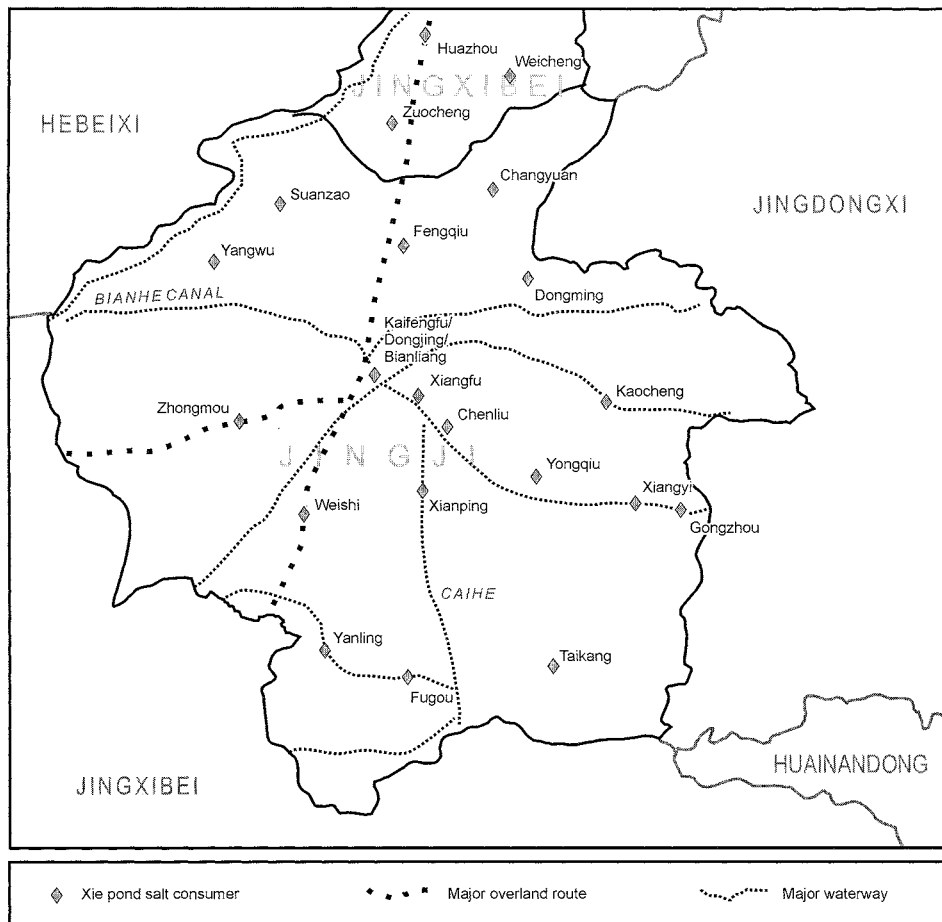 Huazhou
Weicheng
JINGXIBEI
HEBEIXI
Zuocheng
Changyuan
Suanzao
JINGDONGXI
Fengqiu
Yangwu
Dongming
BIANHE CANAL
Kaifengfu/
Dongjing/
Bianliang
Xiangfu
Kaocheng
Zhongmou
Chenliu
JINGJI
Yongqiu
Xiangyi
Weishi
Xianping
Gongzhou
CAIHE
Yanling
Taikang
Fugou
HUAINANDONG
JINGXIBEI
Xie pond salt consumer
Major overland route
Major waterway